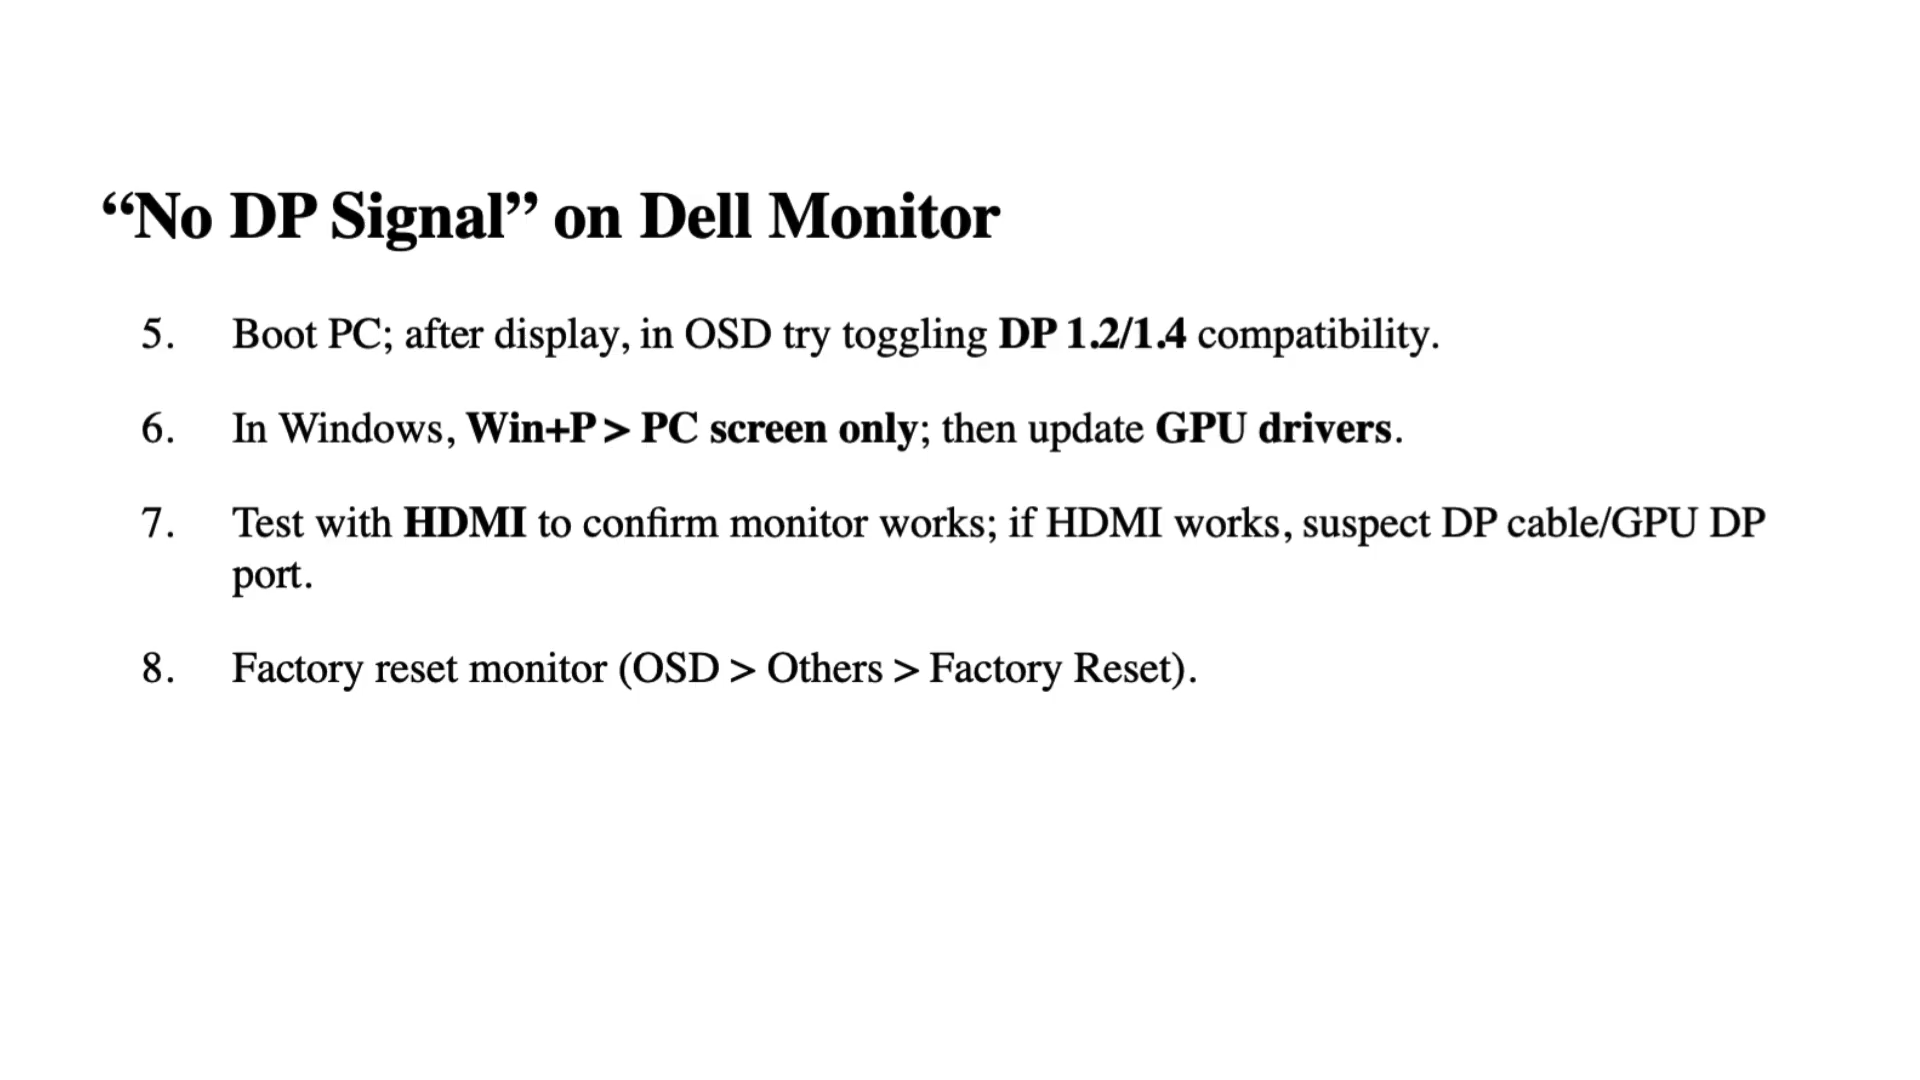 “No DP Signal” on Dell Monitor
5. Boot PC; after display, in OSD try toggling DP 1.2/1.4 compatibility.
6. In Windows, Win+P > PC screen only; then update GPU drivers.
7. Test with HDMI to confirm monitor works; if HDMI works, suspect DP cable/GPU DP
port.
8. Factory reset monitor (OSD > Others > Factory Reset).